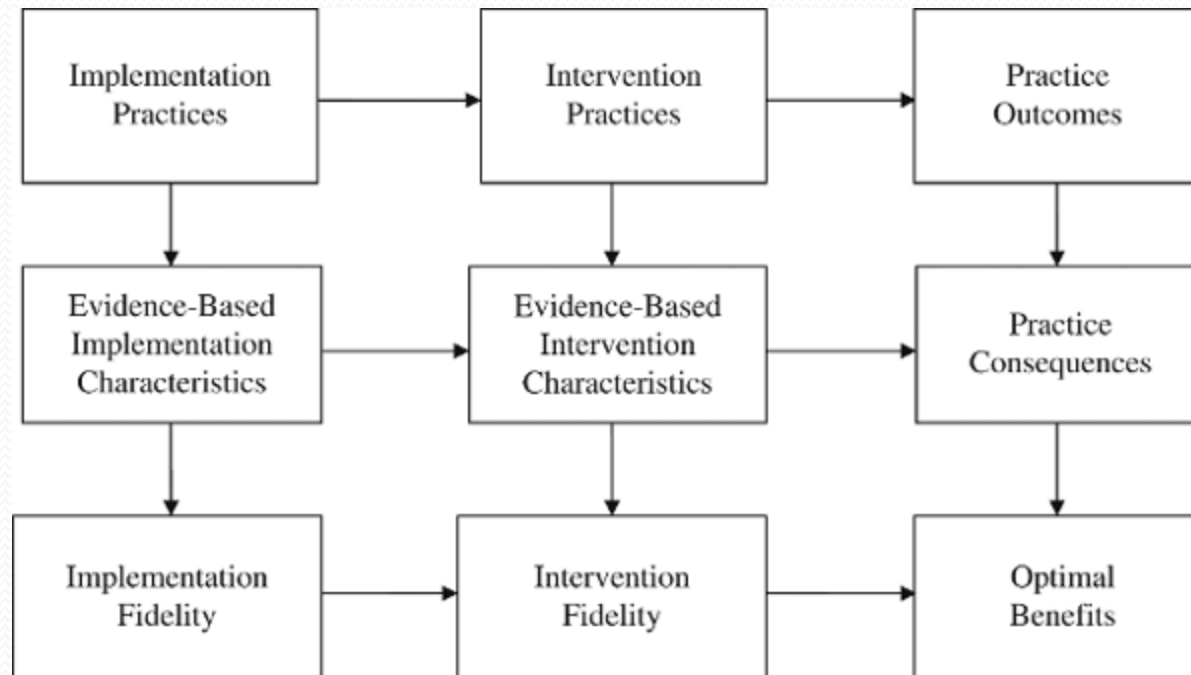 Implementation
Practices
Intervention
Practices
Practice
Outcomes
Evidence-Based
Implementation
Characteristics
Evidence-Based
Intervention
Characteristics
Practice
Consequences
Implementation
Fidelity
Intervention
Fidelity
Optimal
Benefits